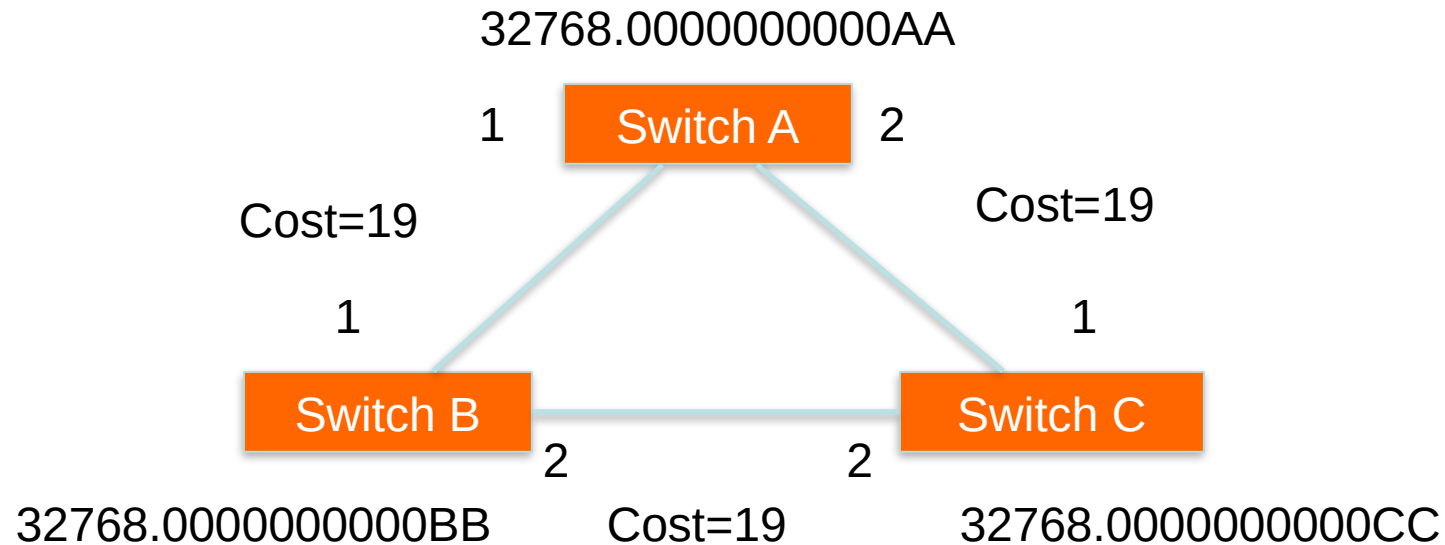 32768.0000000000AA
1
Switch A
2
Cost=19
Cost=19
1
1
Switch B
Switch C
2
2
32768.0000000000BB
Cost=19
32768.0000000000CC